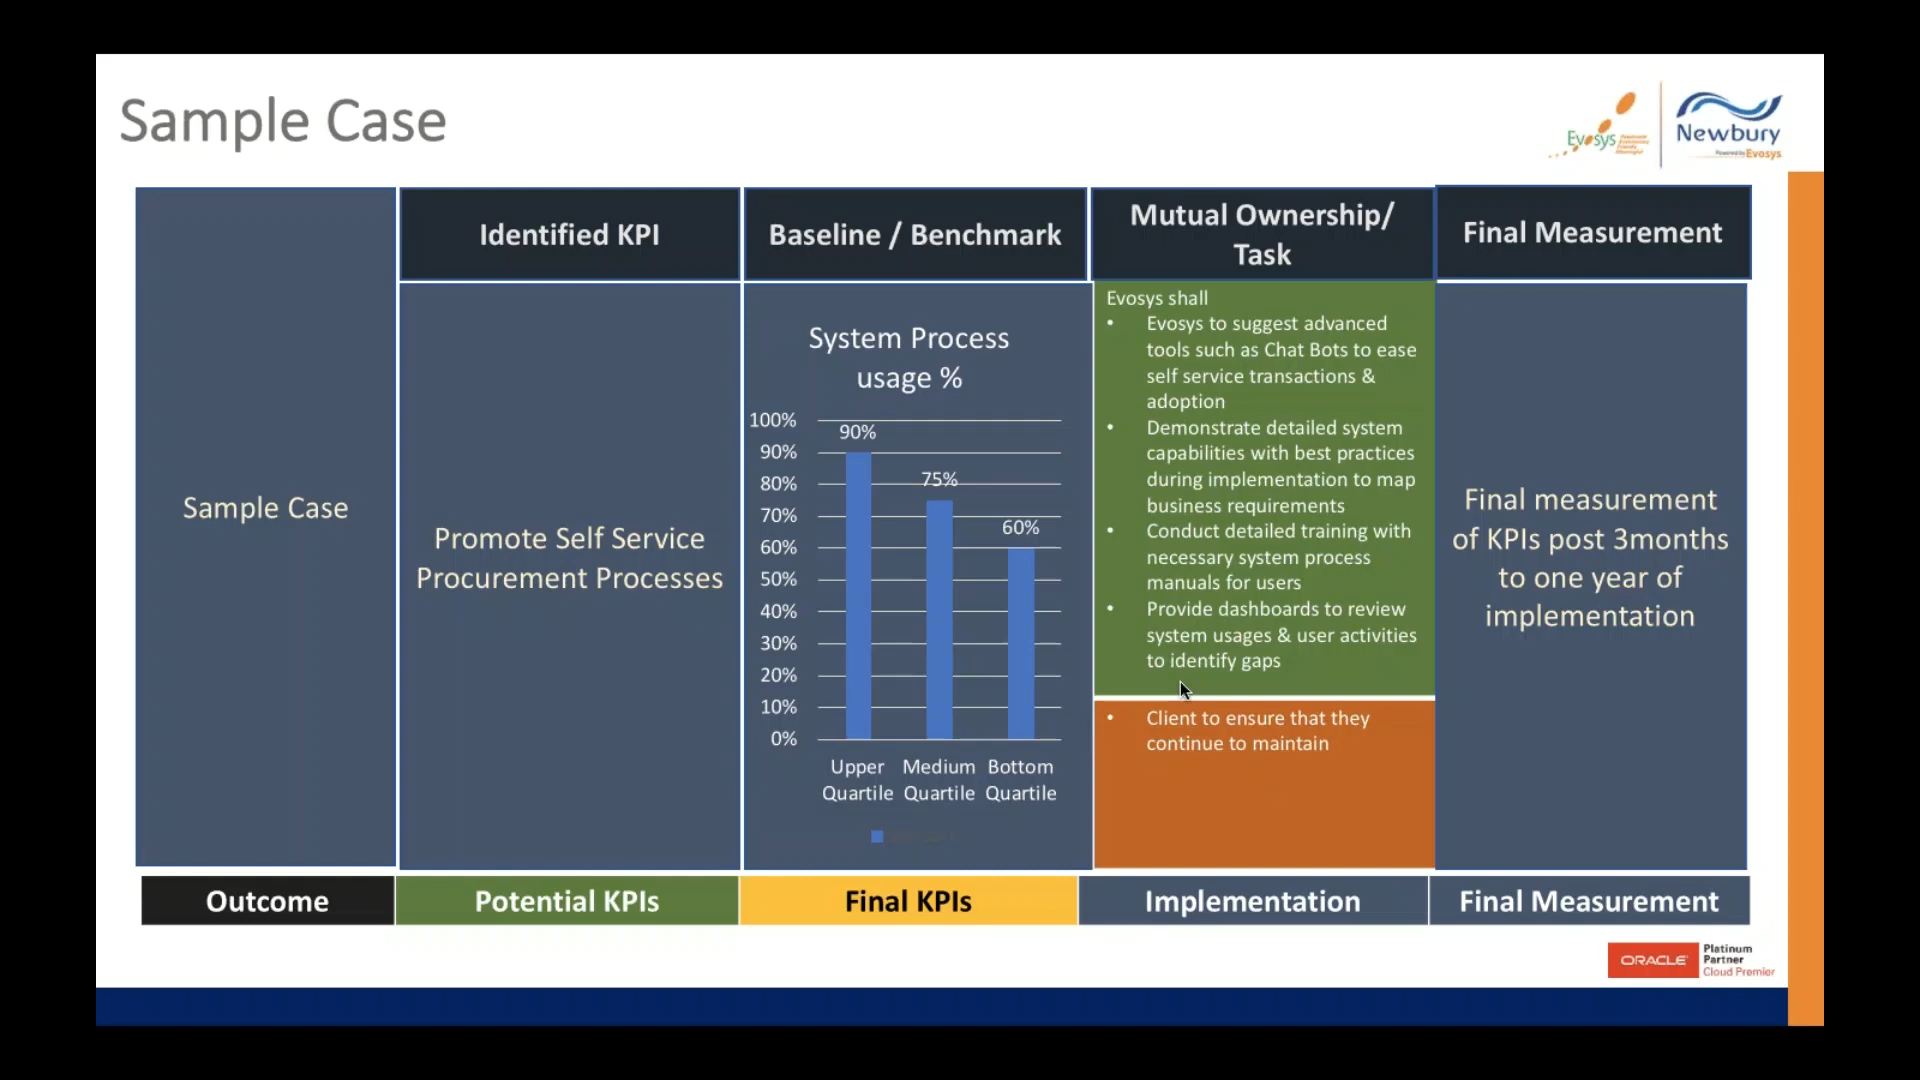 Sample Case
Evosys
Newbury
Powered by Evosys
Identified KPI
Baseline / Benchmark
Mutual Ownership/
Task
Final Measurement
Sample Case
Promote Self Service
Procurement Processes
System Process
usage %
100%
90%
80%
70%
60%
50%
40%
30%
20%
10%
0%
90%
75%
60%
Upper
Quartile
Medium
Quartile
Bottom
Quartile
Evosys shall
• Evosys to suggest advanced
tools such as Chat Bots to ease
self service transactions &
adoption
• Demonstrate detailed system
capabilities with best practices
during implementation to map
business requirements
• Conduct detailed training with
necessary system process
manuals for users
• Provide dashboards to review
system usages & user activities
to identify gaps
• Client to ensure that they
continue to maintain
Final measurement
of KPIs post 3months
to one year of
implementation
Outcome
Potential KPIs
Final KPIs
Implementation
Final Measurement
ORACLE
Platinum
Partner
Cloud Premier